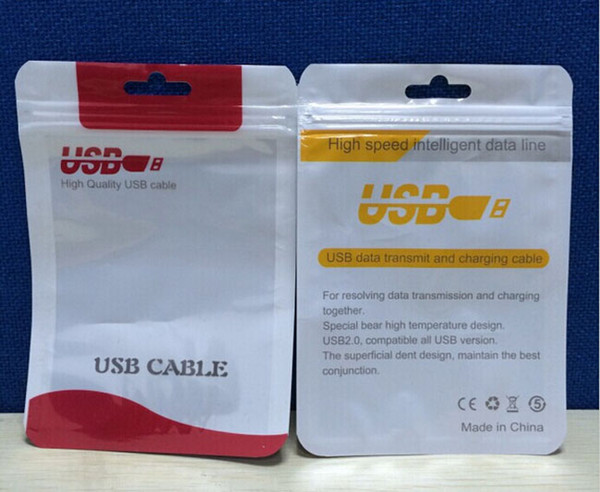 USB
High Quality USB cable
USB CABLE
High speed intelligent data line
USB
USB data transmit and charging cable
For resolving data transmission and charging
together.
Special bear high temperature design.
USB2.0, compatible all USB version.
The superficial dent design, maintain the best
conjunction.
CE 5
Made in China